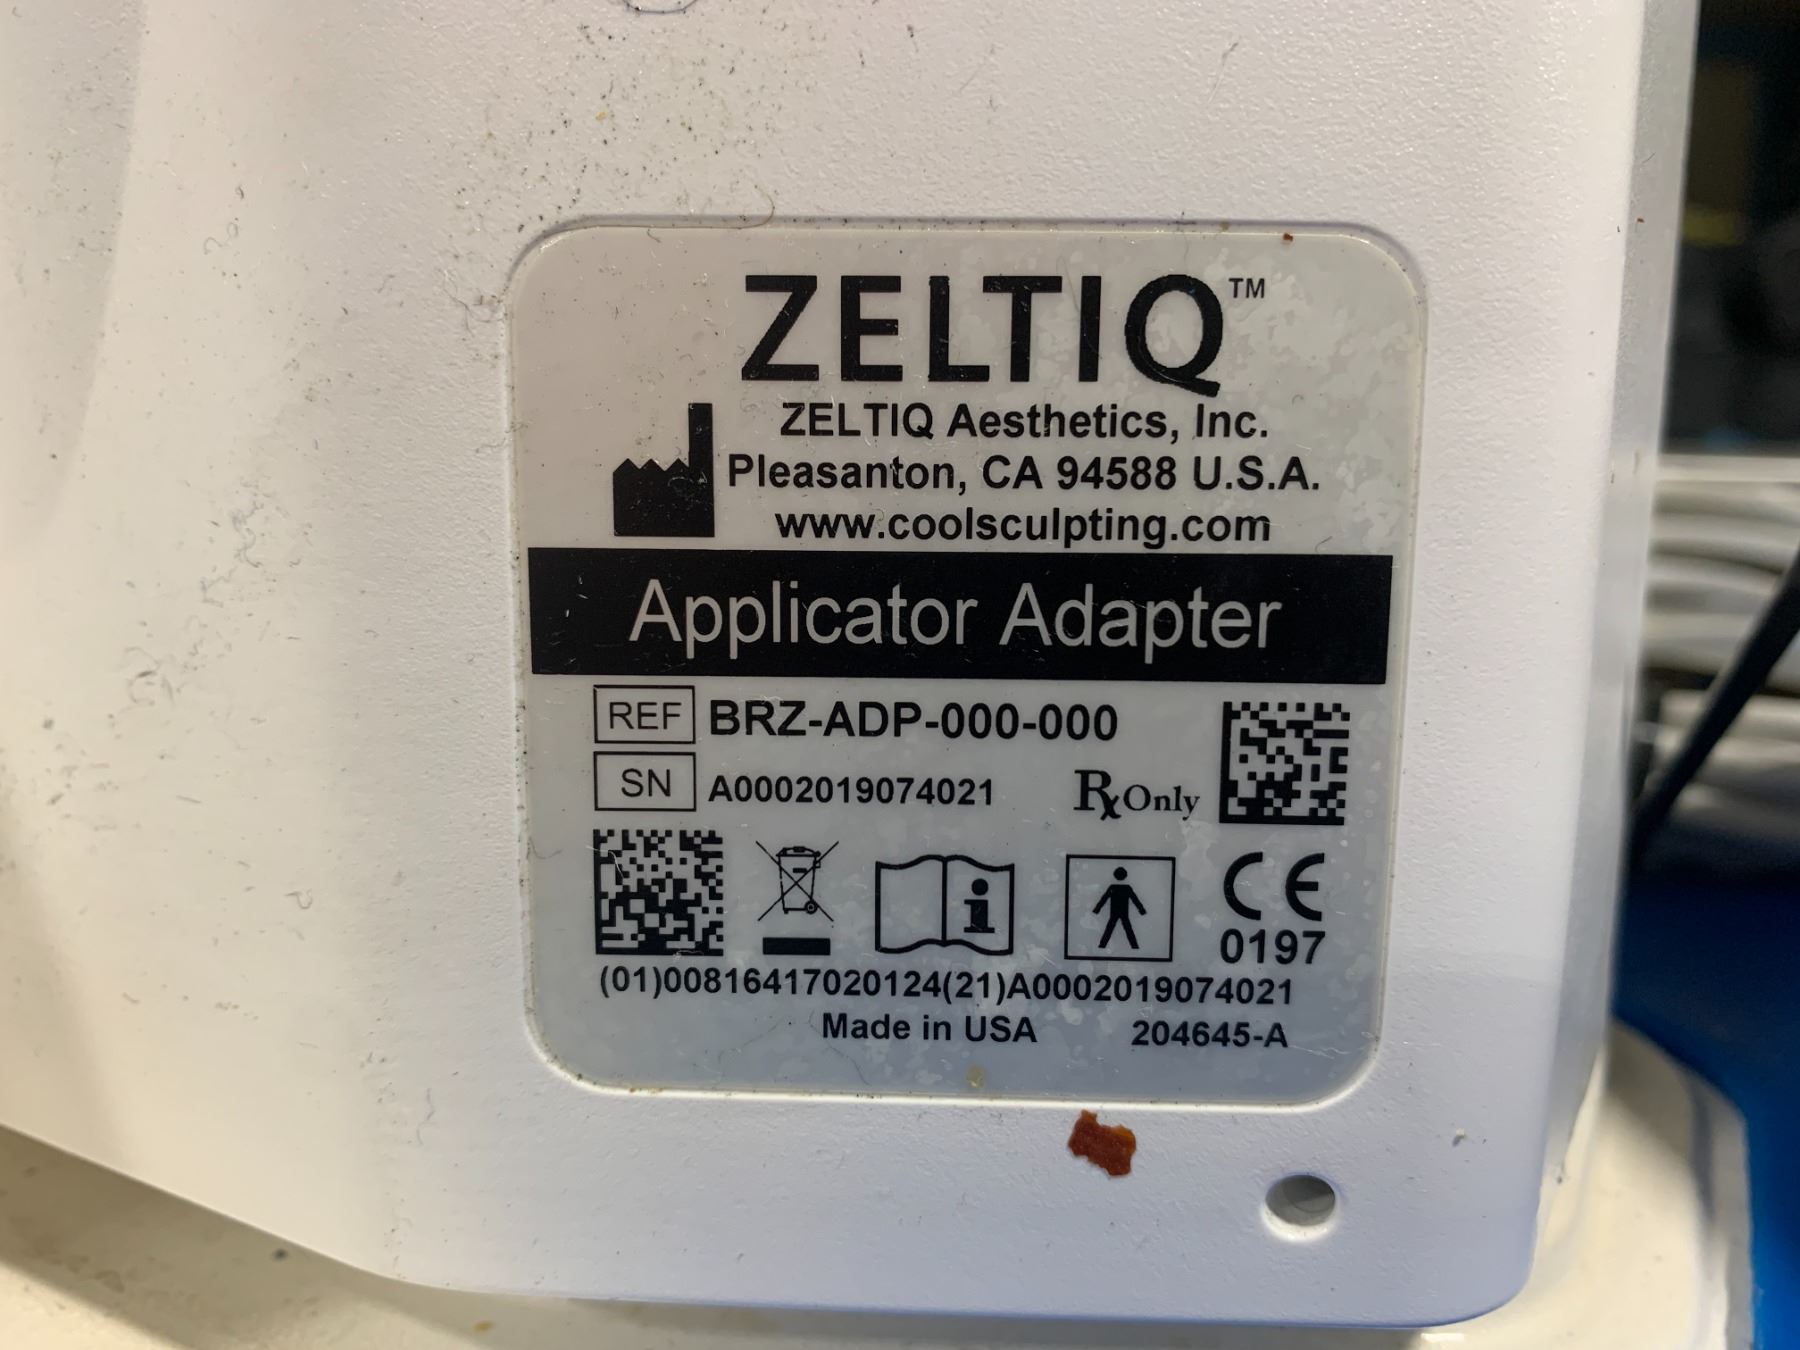 ZELTIQ™
ZELTIQ Aesthetics, Inc.
Pleasanton, CA 94588 U.S.A.
www.coolsculpting.com
Applicator Adapter
REF BRZ-ADP-000-000
SN A0002019074021 Rx Only
CE
0197
(01)00816417020124(21)A0002019074021
Made in USA 204645-A